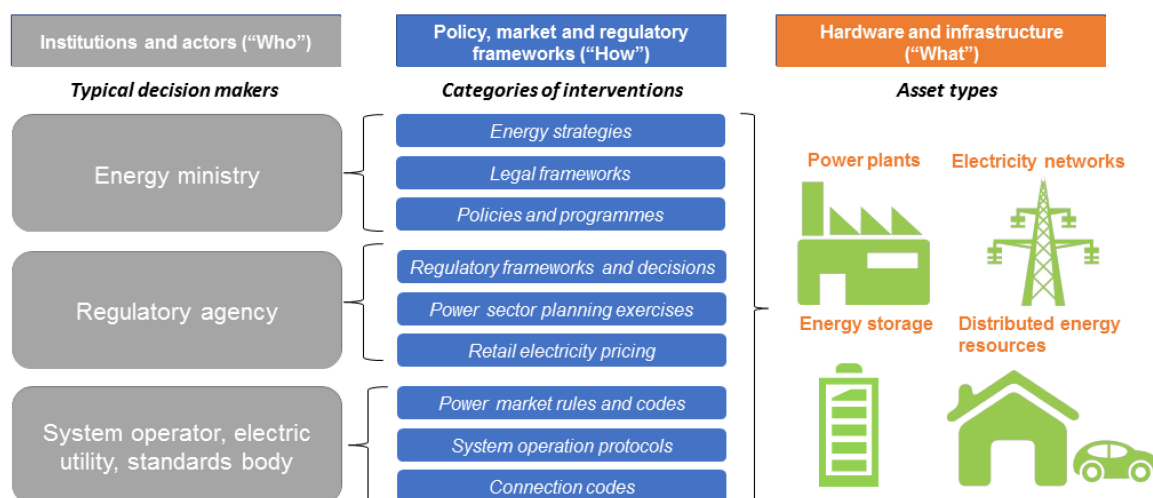 Institutions and actors (“Who”)
Policy, market and regulatory
frameworks (“How”)
Hardware and infrastructure
(“What”)
Typical decision makers
Categories of interventions
Asset types
Energy ministry
Energy strategies
Legal frameworks
Policies and programmes
Regulatory agency
Regulatory frameworks and decisions
Power sector planning exercises
Retail electricity pricing
System operator, electric
utility, standards body
Power market rules and codes
System operation protocols
Connection codes
Power plants
Electricity networks
Energy storage
Distributed energy
resources